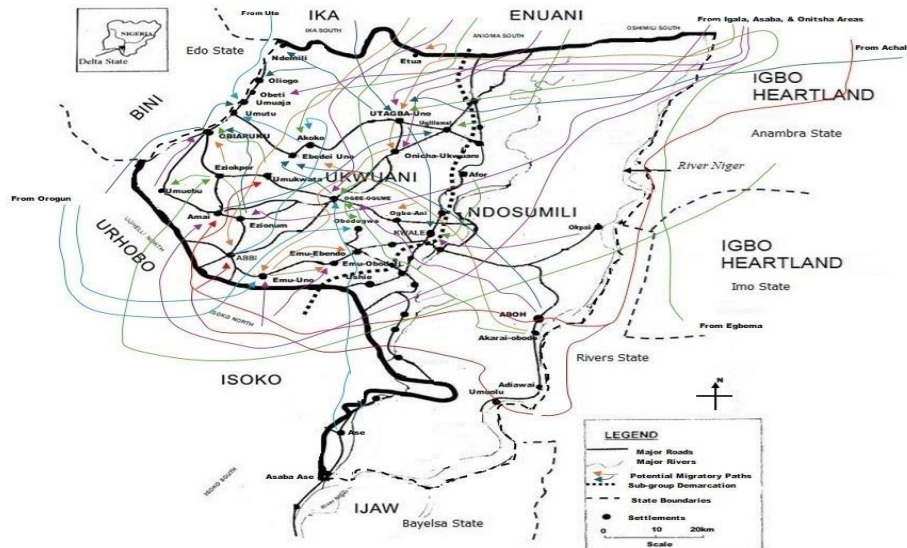 From Ute
IKA
IKA SOUTH
ENUANI
ANIOMA SOUTH
OSHIMILI SOUTH
From Igala, Asaba, & Onitsha Areas
From Achal
NIGERIA
Delta State
Edo State
BINI
Ndemili
Etua
Oliogo
Obeti
Umuaja
Umutu
OBIARUKU
UTAGBA-Uno
Akoko
Ebedei Uno
Onicha-Ukwuani
IGBO
HEARTLAND
Anambra State
Eziokpor
Umukwata
UKWUANI
Afor
River Niger
From Orogun
Umuebu
OGBE-OGUME
Amai
Obodogwa
Ogbe-Ani
NDOSUMILI
URHOBO
Ezionum
KWALE
Okpai
ABBI
Emu-Ebendo
Emu-Obodeti
Emu-Uno
Ushie
IGBO
HEARTLAND
Imo State
ISOKO NORTH
ABOH
From Egbema
Akarai-obodo
Rivers State
ISOKO
Adiawai
Umuolu
N
Ase
Asaba Ase
ISOKO SOUTH
IJAW
Bayelsa State
LEGEND
Major Roads
Major Rivers
Potential Migratory Paths
Sub-group Demarcation
State Boundaries
Settlements
0 10 20km
Scale